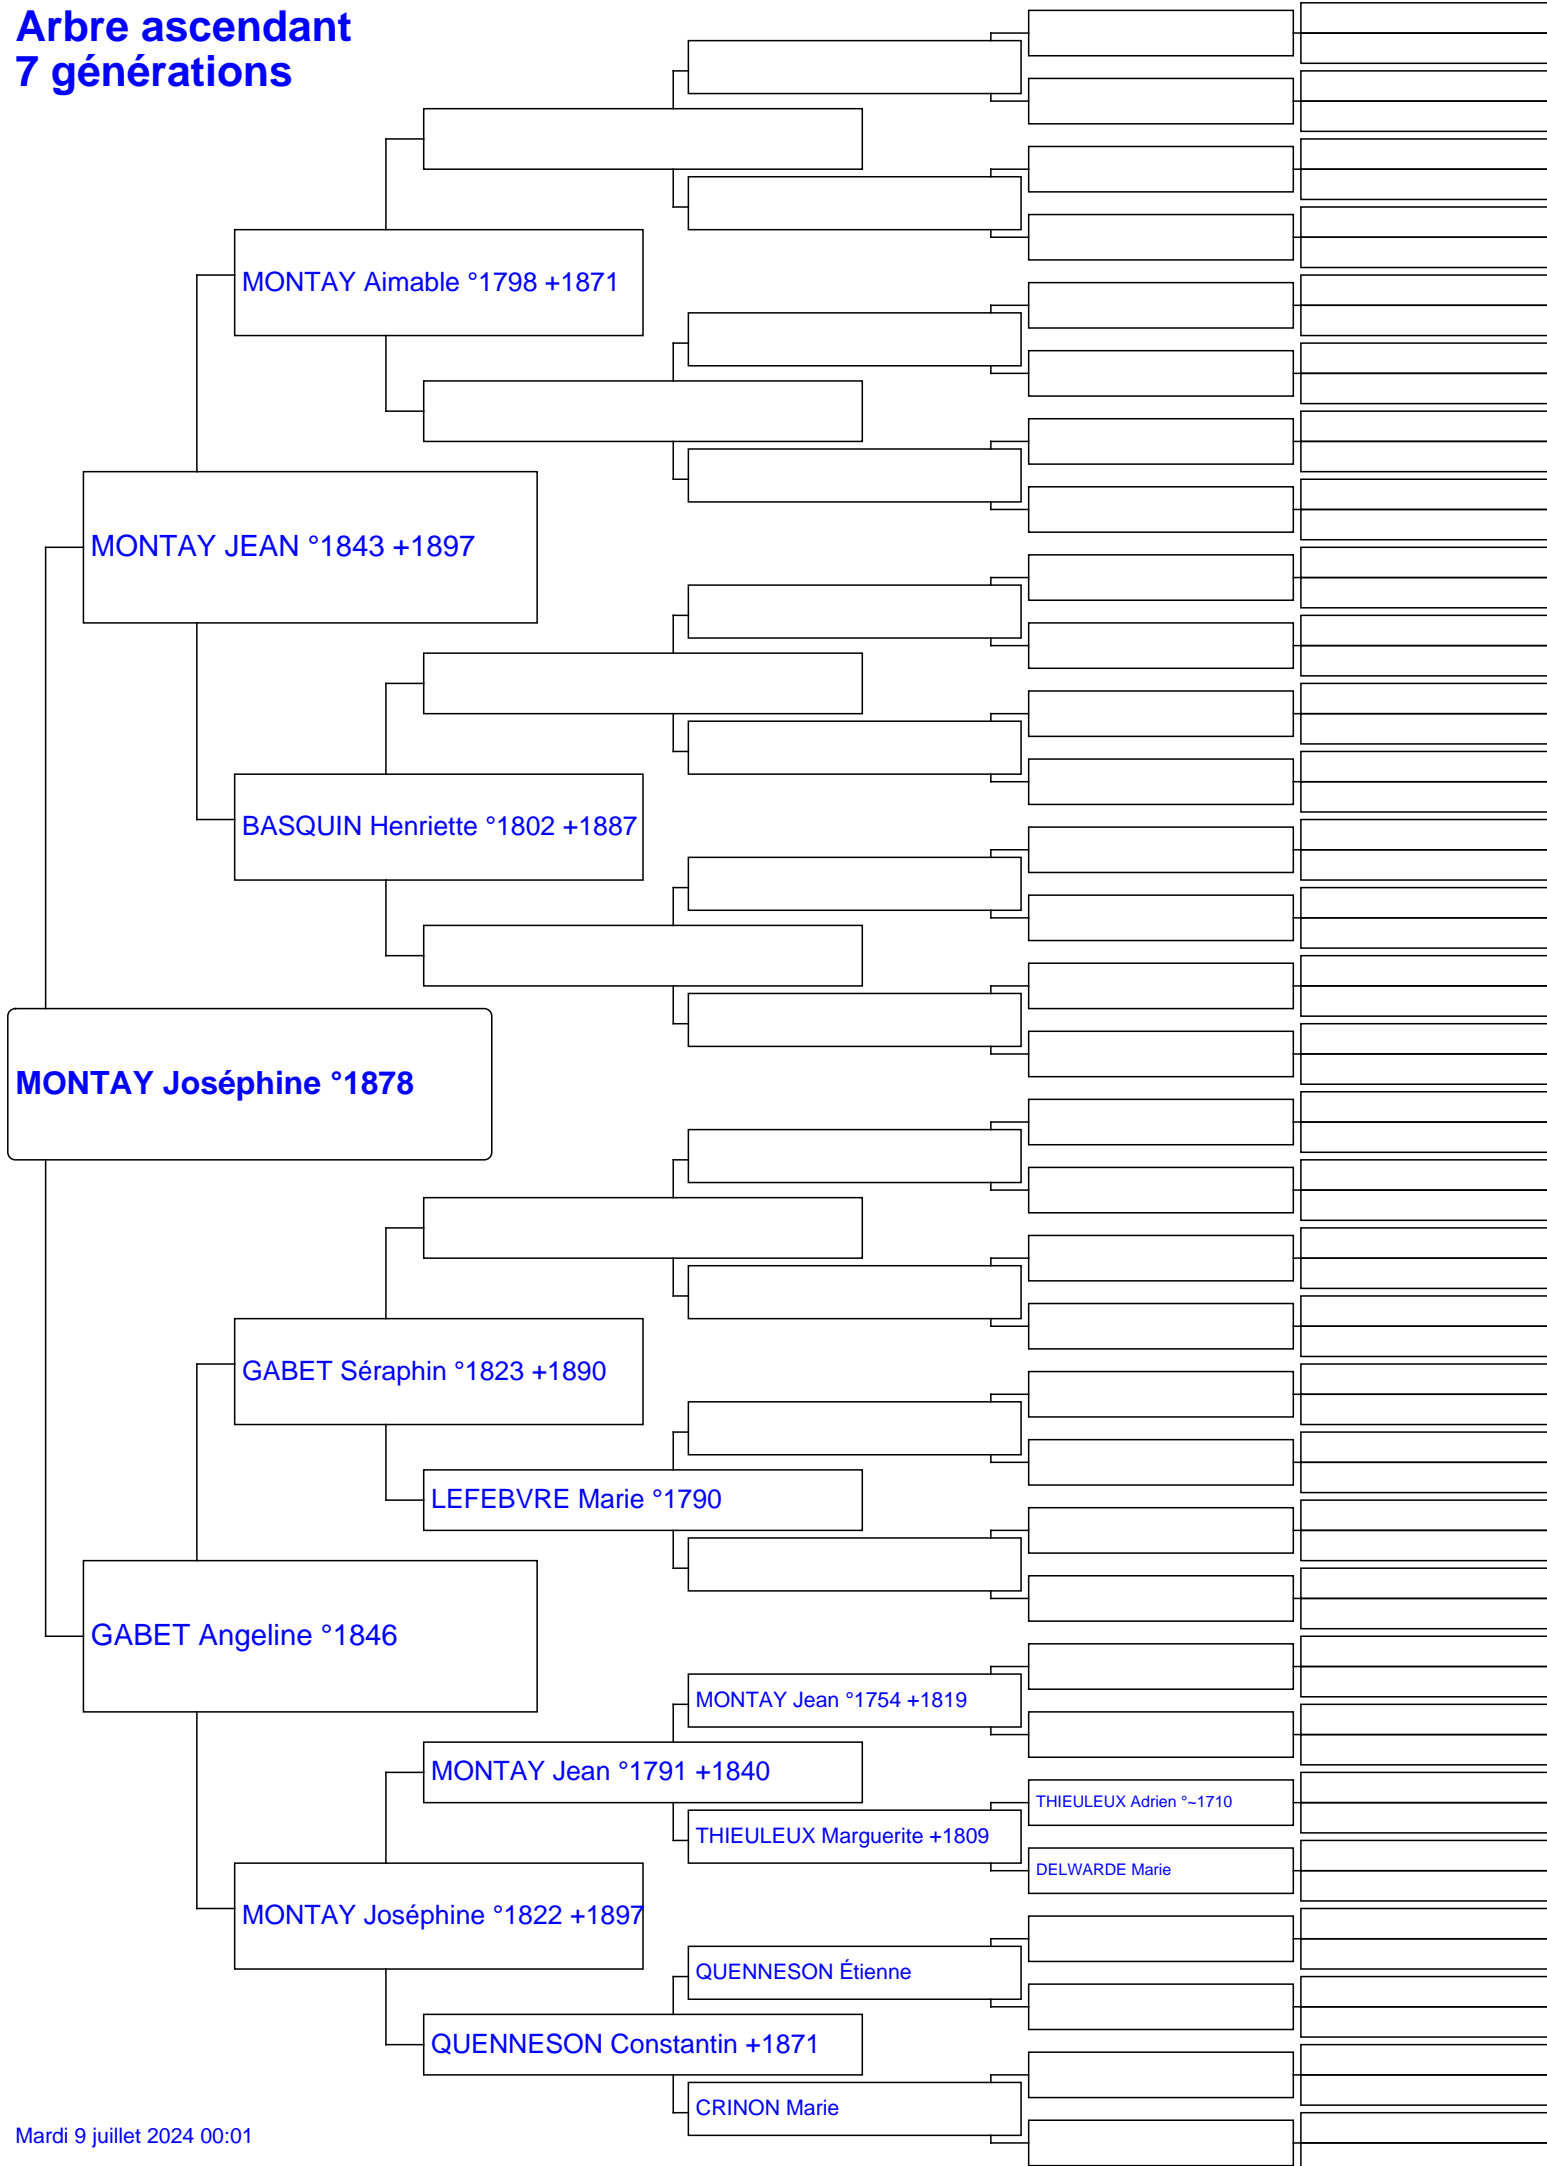 Arbre ascendant
7 générations
MONTAY Aimable °1798 +1871
MONTAY JEAN °1843 +1897
BASQUIN Henriette °1802 +1887
MONTAY Joséphine °1878
GABET Séraphin °1823 +1890
LEFEBVRE Marie °1790
GABET Angeline °1846
MONTAY Jean °1754 +1819
MONTAY Jean °1791 +1840
THIEULEUX Adrien °~1710
THIEULEUX Marguerite +1809
DELWARDE Marie
MONTAY Joséphine °1822 +1897
QUENNESON Étienne
QUENNESON Constantin +1871
CRINON Marie
Mardi 9 juillet 2024 00:01